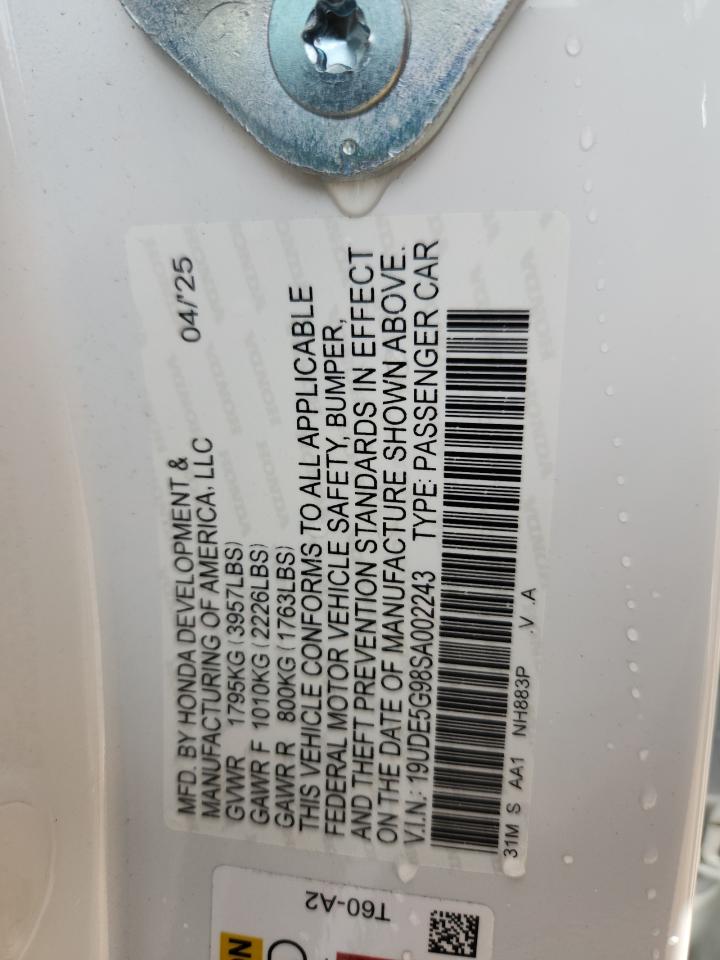 MFD. BY HONDA DEVELOPMENT &
MANUFACTURING OF AMERICA, LLC 04/'25
GVWR 1795KG (3957LBS)
GAWR F 1010KG (2226LBS)
GAWR R 800KG (1763LBS)
THIS VEHICLE CONFORMS TO ALL APPLICABLE
FEDERAL MOTOR VEHICLE SAFETY, BUMPER,
AND THEFT PREVENTION STANDARDS IN EFFECT
ON THE DATE OF MANUFACTURE SHOWN ABOVE.
V.I.N.: 19UDE5G98SA002243 TYPE: PASSENGER CAR
31M S AA1 NH883P .V .A
T60-A2